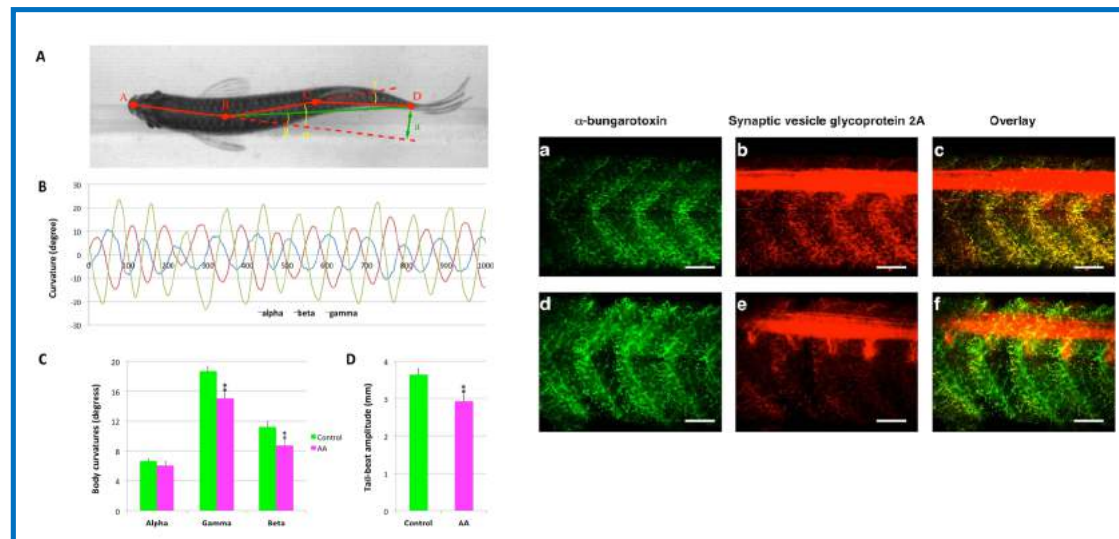 A
A
B
C
D
a
B
30
20
10
0
-10
-20
-30
Curvature (degree)
0 100 200 300 400 500 600 700 800 900 1000
alpha beta gamma
C
20
16
12
8
4
0
Body curvatures (degress)
**
**
Alpha Gamma Beta
Control
AA
D
4
3
2
1
0
Tail-beat amplitude (mm)
**
Control AA
α-bungarotoxin Synaptic vesicle glycoprotein 2A Overlay
a b c
d e f